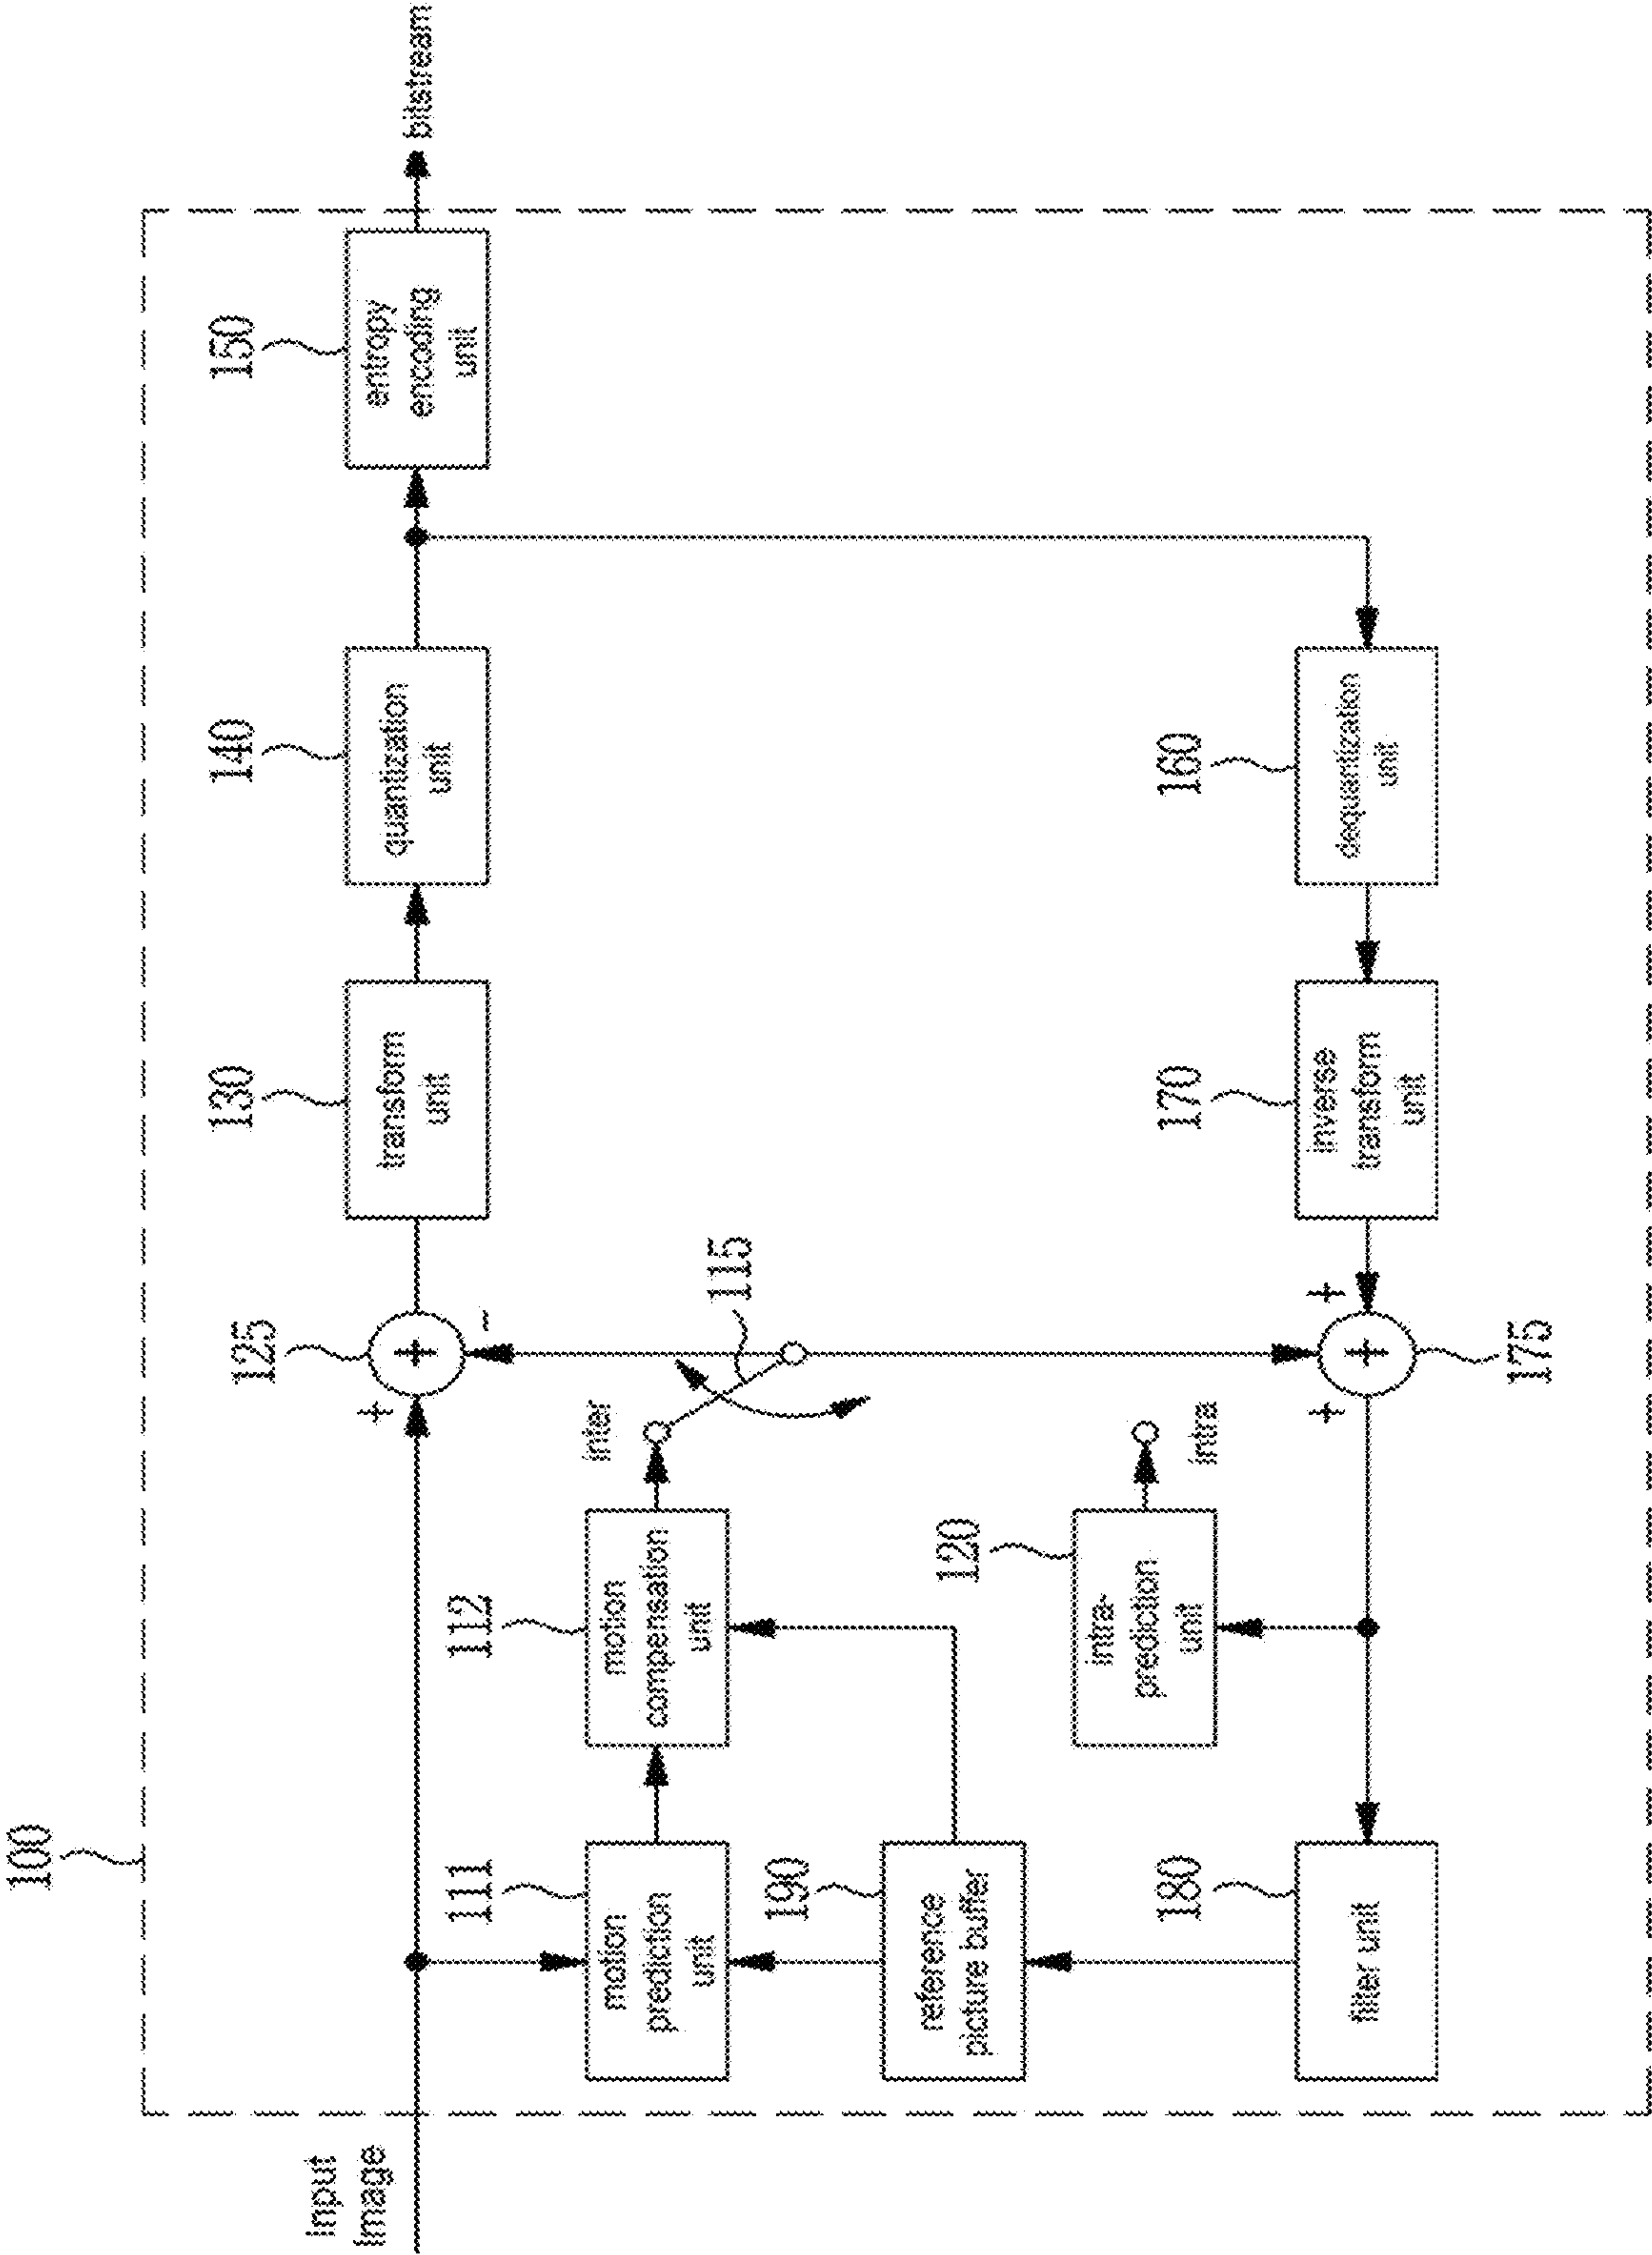 100
Input
Image
125
+
-
+
130
transform
unit
140
quantization
unit
150
entropy
encoding
unit
bitstream
111
motion
prediction
unit
112
motion
compensation
unit
inter
115
190
reference
picture buffer
120
intra-
prediction
unit
intra
180
filter unit
+
+
+
175
170
inverse
transform
unit
160
dequantization
unit